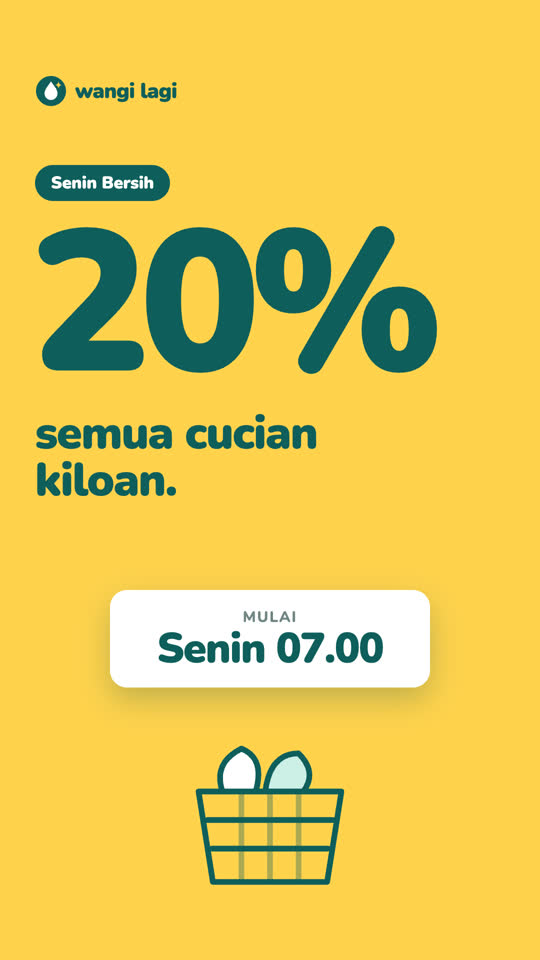 wangi lagi
Senin Bersih
20%
semua cucian
kiloan.
MULAI
Senin 07.00